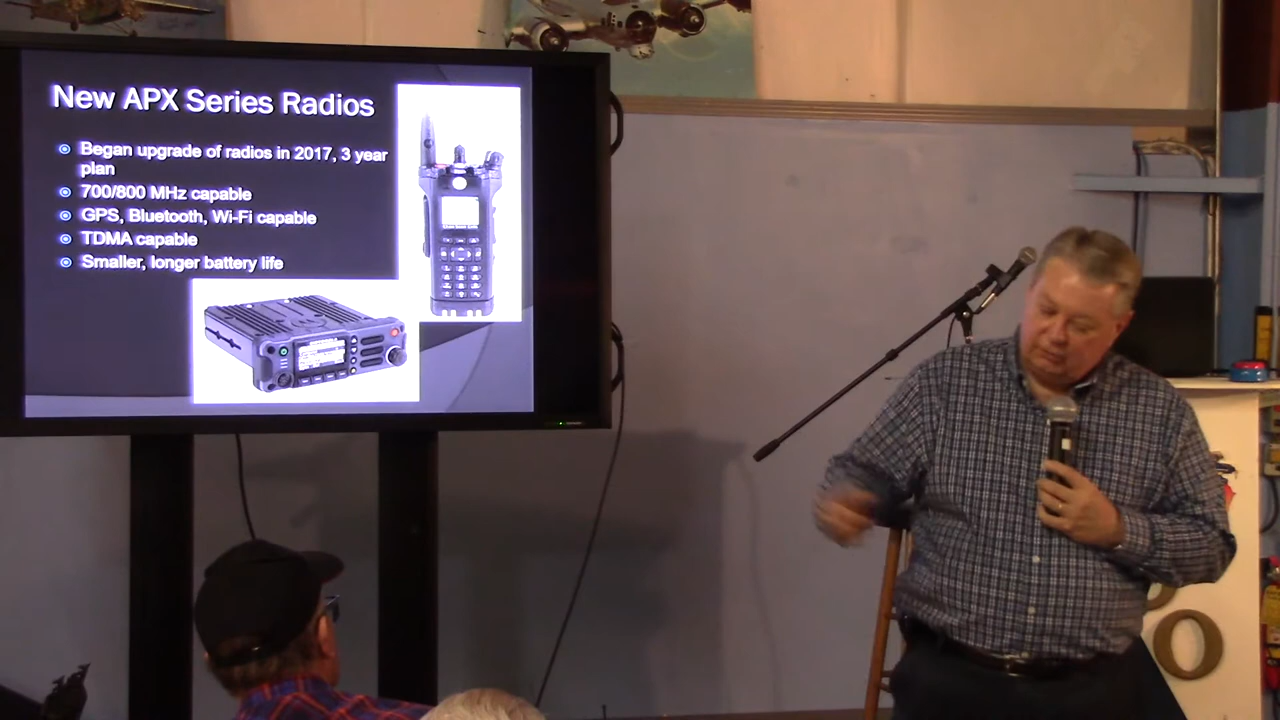 New APX Series Radios
Began upgrade of radios in 2017, 3 year
plan
700/800 MHz capable
GPS, Bluetooth, Wi-Fi capable
TDMA capable
Smaller, longer battery life
O